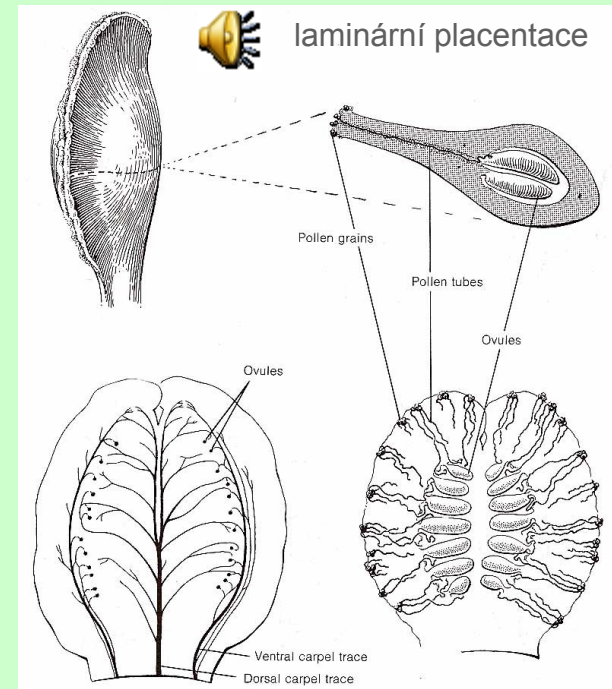 laminární placentace
Pollen grains
Pollen tubes
Ovules
Ovules
Ventral carpel trace
Dorsal carpel trace